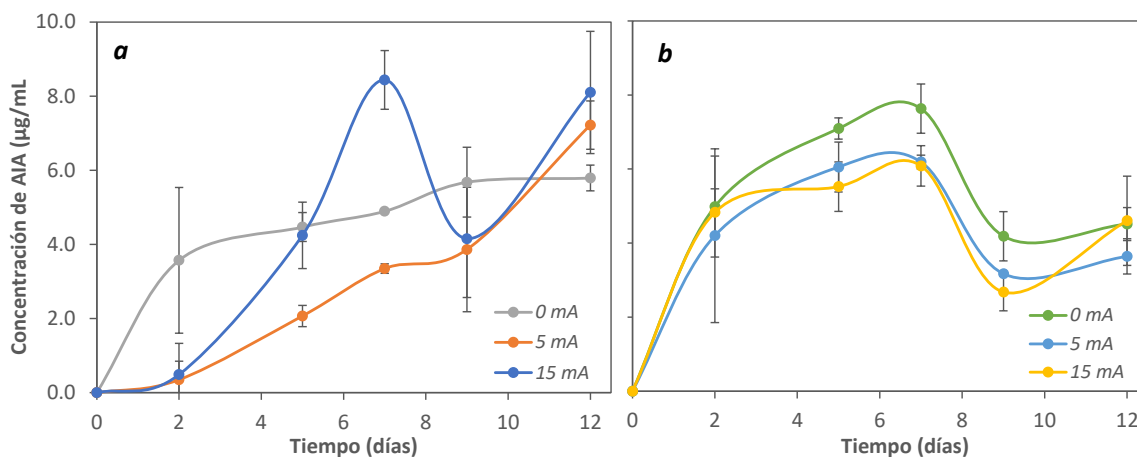 Concentración de AIA (µg/mL)
10.0
8.0
6.0
4.0
2.0
0.0
a
0 mA
5 mA
15 mA
0 2 4 6 8 10 12
Tiempo (días)
b
0 mA
5 mA
15 mA
0 2 4 6 8 10 12
Tiempo (días)